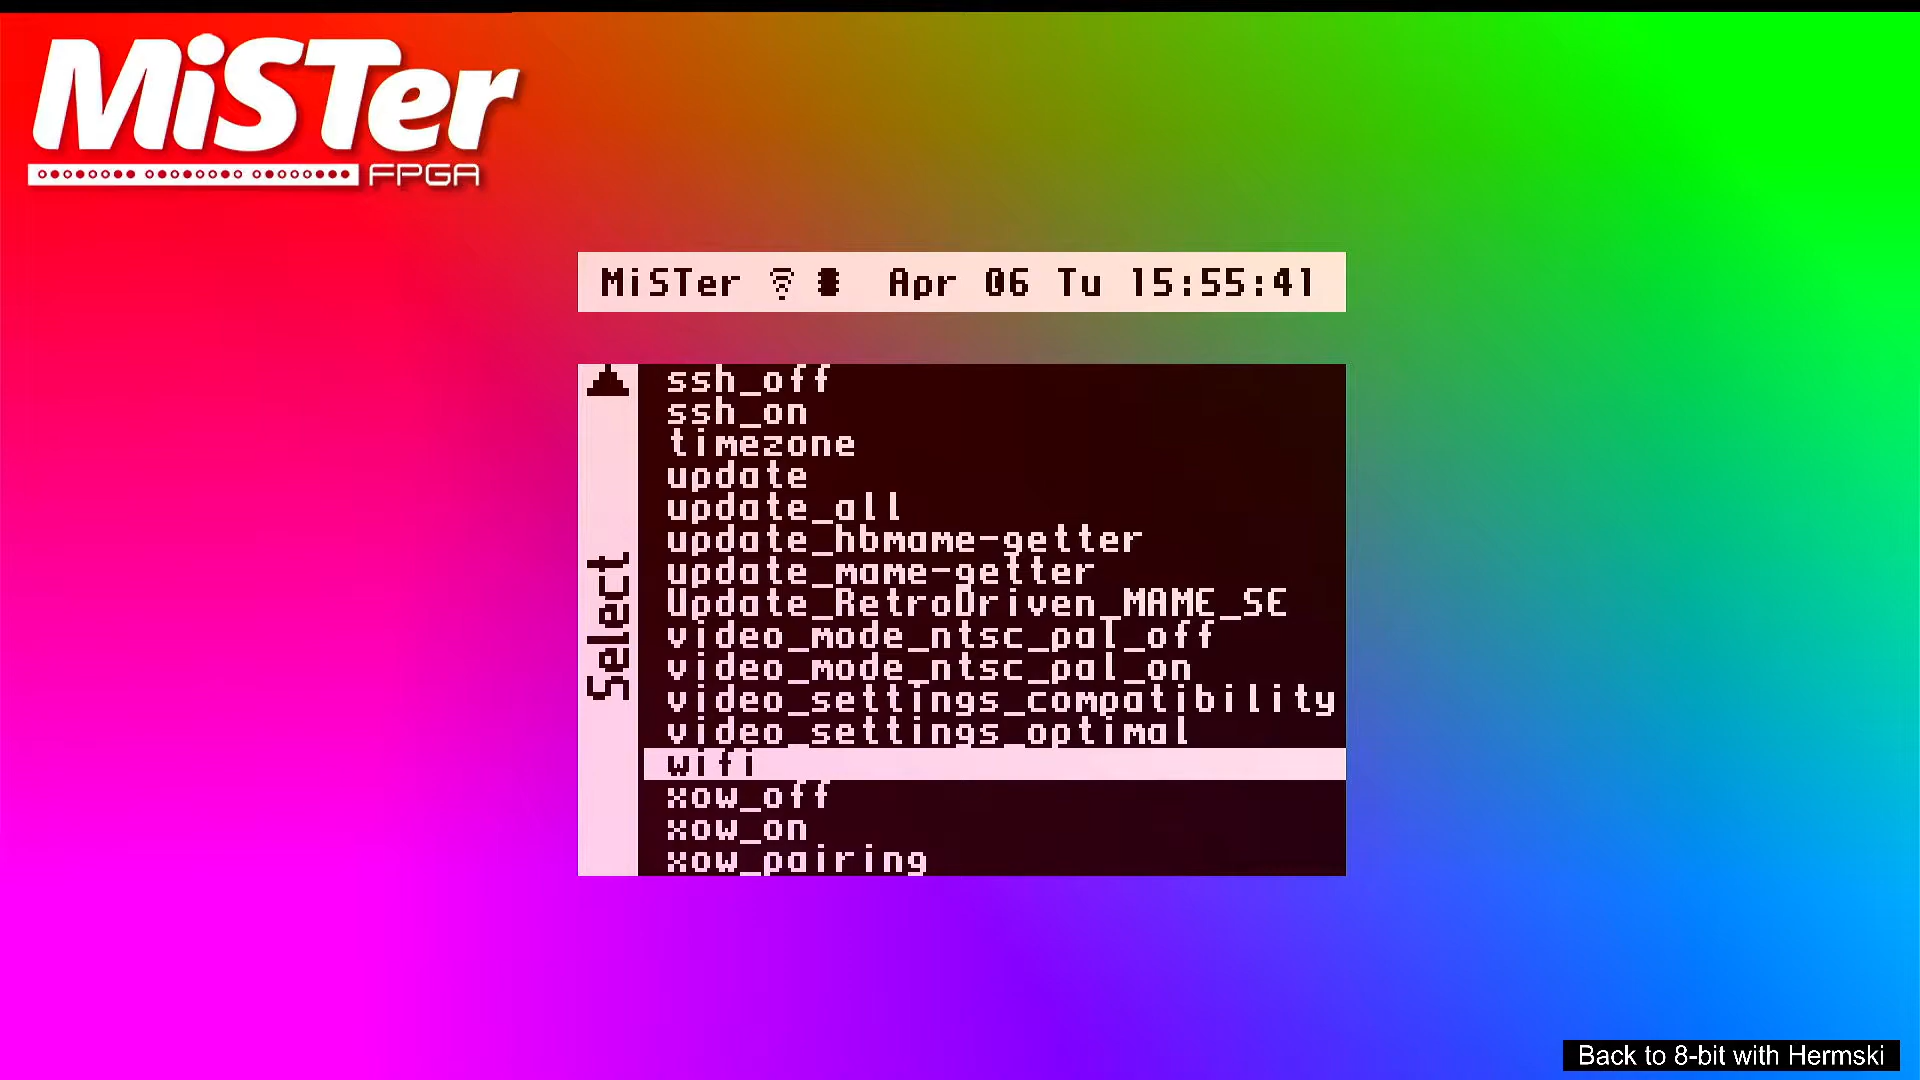 MiSTer
FPGA
MiSTer Apr 06 Tu 15:55:41
Select
ssh_off
ssh_on
timezone
update
update_all
update_hbmame-getter
update_mame-getter
Update_RetroDriven_MAME_SE
video_mode_ntsc_pal_off
video_mode_ntsc_pal_on
video_settings_compatibility
video_settings_optimal
wifi
xow_off
xow_on
xow_pairing
Back to 8-bit with Hermski